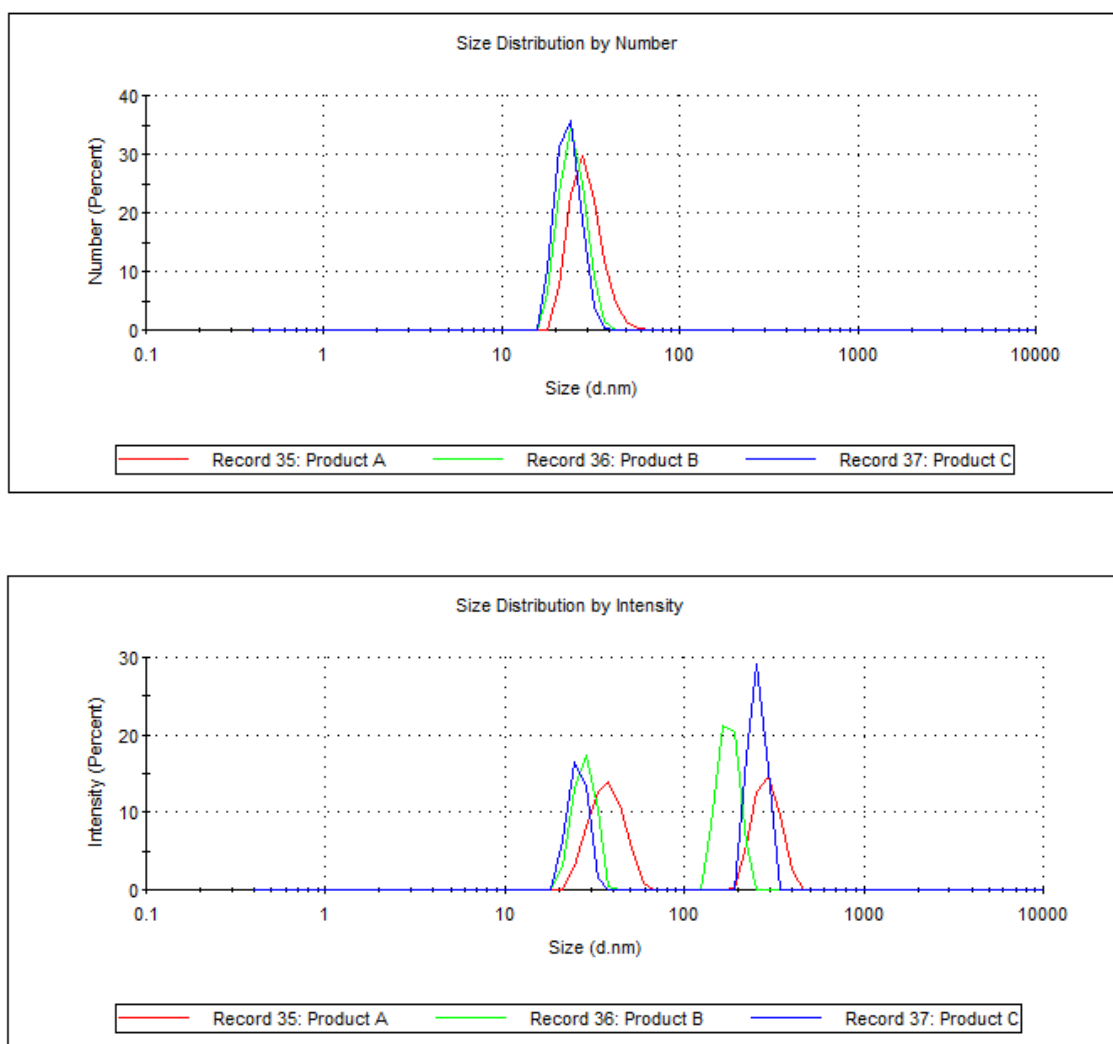 Size Distribution by Number
40
30
20
10
0
Number (Percent)
0.1 1 10 100 1000 10000
Size (d.nm)
Record 35: Product A Record 36: Product B Record 37: Product C
Size Distribution by Intensity
30
20
10
0
Intensity (Percent)
0.1 1 10 100 1000 10000
Size (d.nm)
Record 35: Product A Record 36: Product B Record 37: Product C